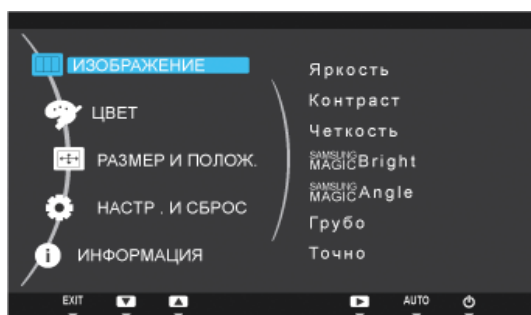 ИЗОБРАЖЕНИЕ
ЦВЕТ
РАЗМЕР И ПОЛОЖ.
НАСТР . И СБРОС
ИНФОРМАЦИЯ
Яркость
Контраст
Четкость
SAMSUNG MAGIC Bright
SAMSUNG MAGIC Angle
Грубо
Точно
EXIT AUTO